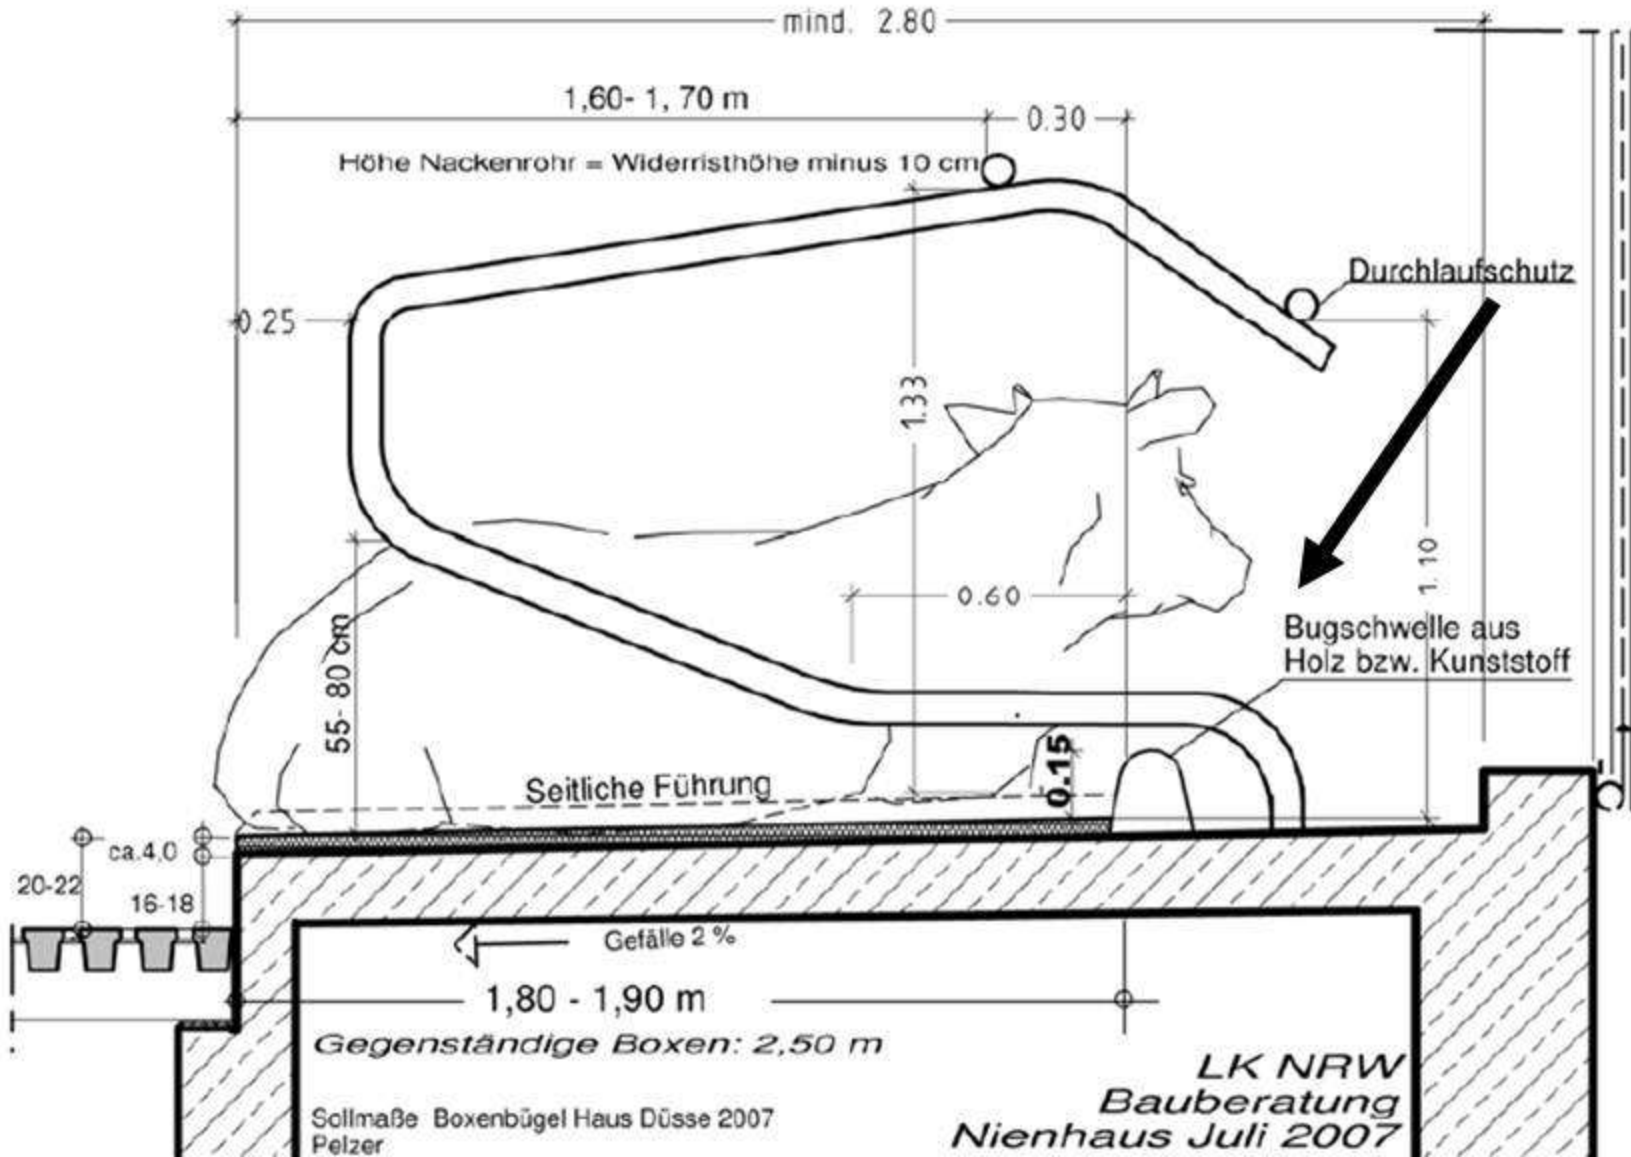 mind. 2.80
1,60- 1, 70 m
0.30
Höhe Nackenrohr = Widerristhöhe minus 10 cm
Durchlaufschutz
0.25
1.33
1.10
0.60
Bugschwelle aus
Holz bzw. Kunststoff
55- 80 cm
0.15
Seitliche Führung
ca.4,0
20-22
16-18
Gefälle 2 %
1,80 - 1,90 m
Gegenständige Boxen: 2,50 m
LK NRW
Bauberatung
Nienhaus Juli 2007
Sollmaße Boxenbügel Haus Düsse 2007
Pelzer